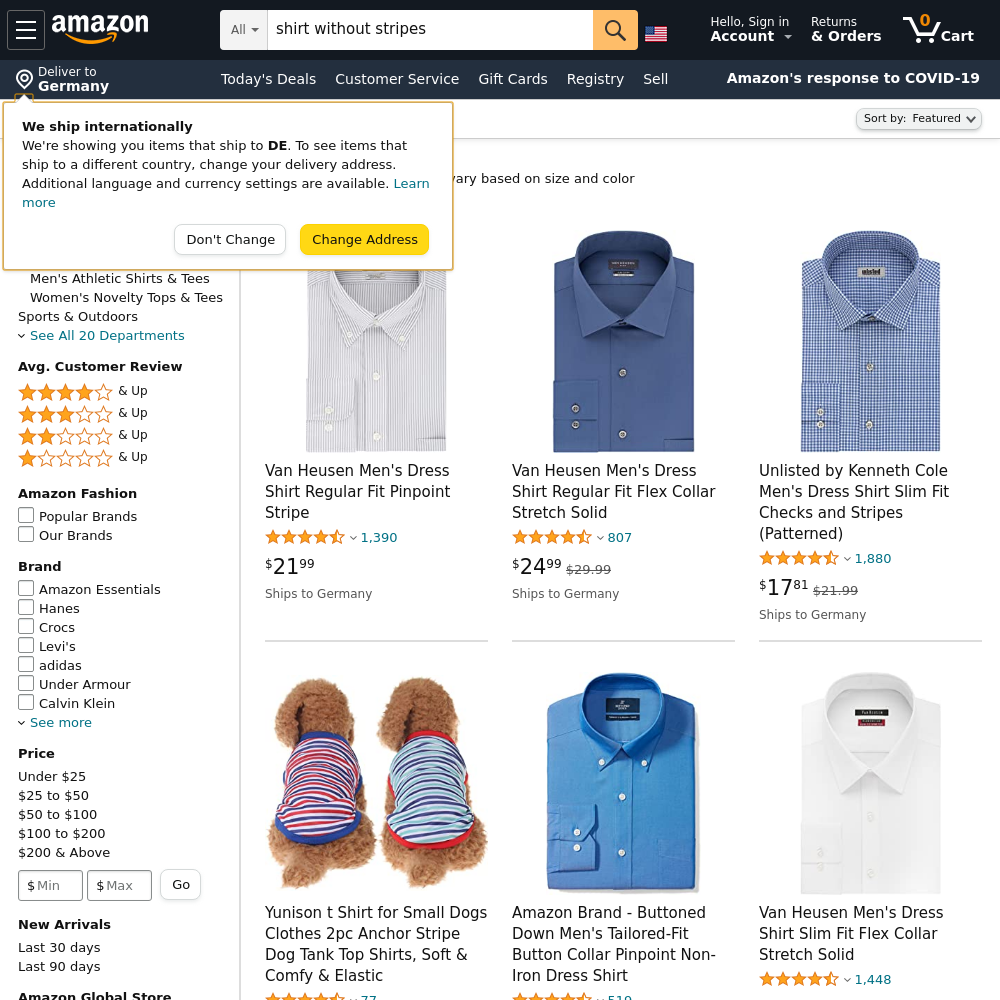 amazon
All
shirt without stripes
Hello, Sign in
Account
Returns
& Orders
0
Cart
Deliver to
Germany
Today's Deals
Customer Service
Gift Cards
Registry
Sell
Amazon's response to COVID-19
Sort by: Featured
We ship internationally
We're showing you items that ship to DE. To see items that
ship to a different country, change your delivery address.
Additional language and currency settings are available. Learn
more
Don't Change
Change Address
vary based on size and color
Men's Athletic Shirts & Tees
Women's Novelty Tops & Tees
Sports & Outdoors
See All 20 Departments
Avg. Customer Review
& Up
& Up
& Up
& Up
Amazon Fashion
Popular Brands
Our Brands
Brand
Amazon Essentials
Hanes
Crocs
Levi's
adidas
Under Armour
Calvin Klein
See more
Price
Under $25
$25 to $50
$50 to $100
$100 to $200
$200 & Above
$ Min
$ Max
Go
New Arrivals
Last 30 days
Last 90 days
Amazon Global Store
Van Heusen Men's Dress
Shirt Regular Fit Pinpoint
Stripe
1,390
$2199
Ships to Germany
Van Heusen Men's Dress
Shirt Regular Fit Flex Collar
Stretch Solid
807
$2499 $29.99
Ships to Germany
unlisted
Unlisted by Kenneth Cole
Men's Dress Shirt Slim Fit
Checks and Stripes
(Patterned)
1,880
$1781 $21.99
Ships to Germany
Yunison t Shirt for Small Dogs
Clothes 2pc Anchor Stripe
Dog Tank Top Shirts, Soft &
Comfy & Elastic
77
Amazon Brand - Buttoned
Down Men's Tailored-Fit
Button Collar Pinpoint Non-
Iron Dress Shirt
519
Van Heusen Men's Dress
Shirt Slim Fit Flex Collar
Stretch Solid
1,448